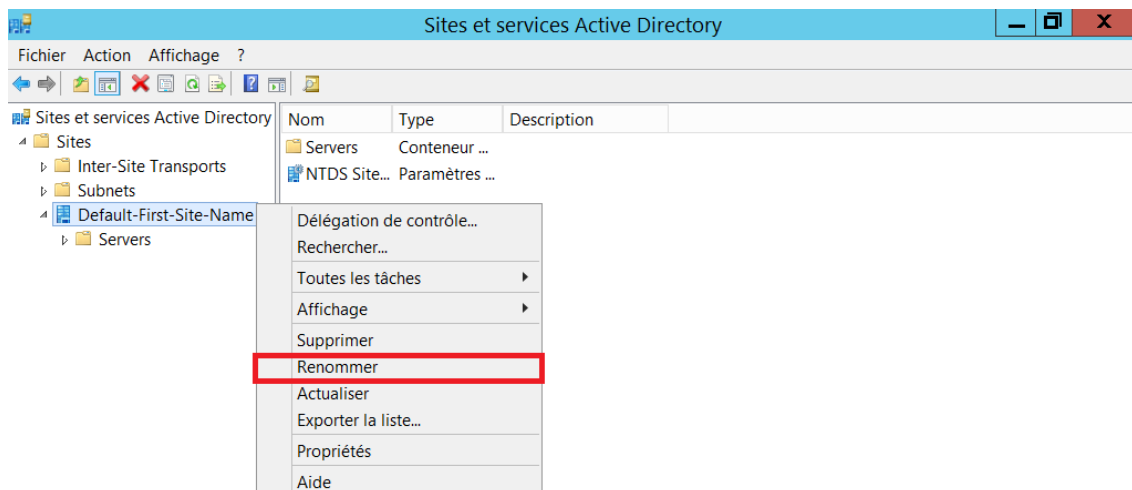 Sites et services Active Directory
Fichier Action Affichage ?
Sites et services Active Directory
Sites
Inter-Site Transports
Subnets
Default-First-Site-Name
Servers
Nom Type Description
Servers Conteneur ...
NTDS Site... Paramètres ...
Délégation de contrôle...
Rechercher...
Toutes les tâches
Affichage
Supprimer
Renommer
Actualiser
Exporter la liste...
Propriétés
Aide